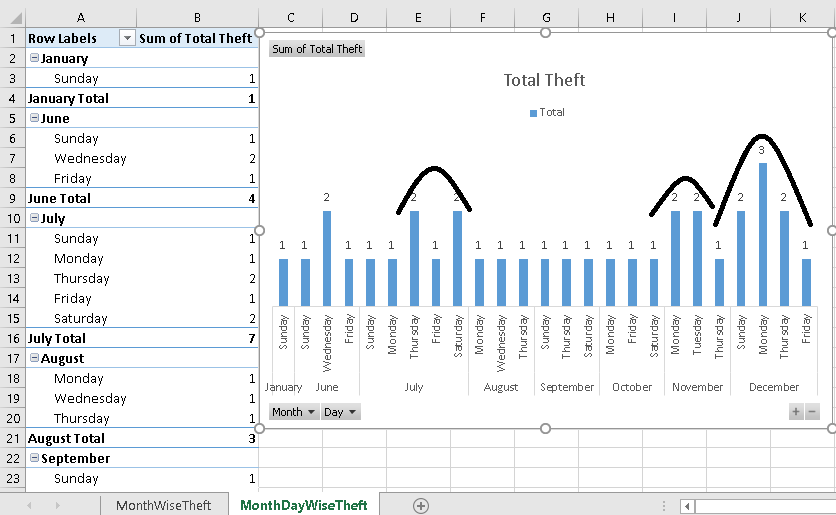 A B C D E F G H I J K
1 Row Labels Sum of Total Theft
2 January
3 Sunday 1
4 January Total 1
5 June
6 Sunday 1
7 Wednesday 2
8 Friday 1
9 June Total 4
10 July
11 Sunday 1
12 Monday 1
13 Thursday 2
14 Friday 1
15 Saturday 2
16 July Total 7
17 August
18 Monday 1
19 Wednesday 1
20 Thursday 1
21 August Total 3
22 September
23 Sunday 1
Sum of Total Theft
Total Theft
Total
1 1 2 1 1 1 2 1 2 1 1 1 1 1 1 1 1 1 2 2 1 2 3 2 1
Sunday Sunday Wednesday Friday Sunday Monday Thursday Friday Saturday Monday Wednesday Thursday Sunday Thursday Saturday Monday Friday Saturday Monday Tuesday Thursday Sunday Monday Thursday Friday
January June July August September October November December
Month Day
+ −
MonthWiseTheft MonthDayWiseTheft